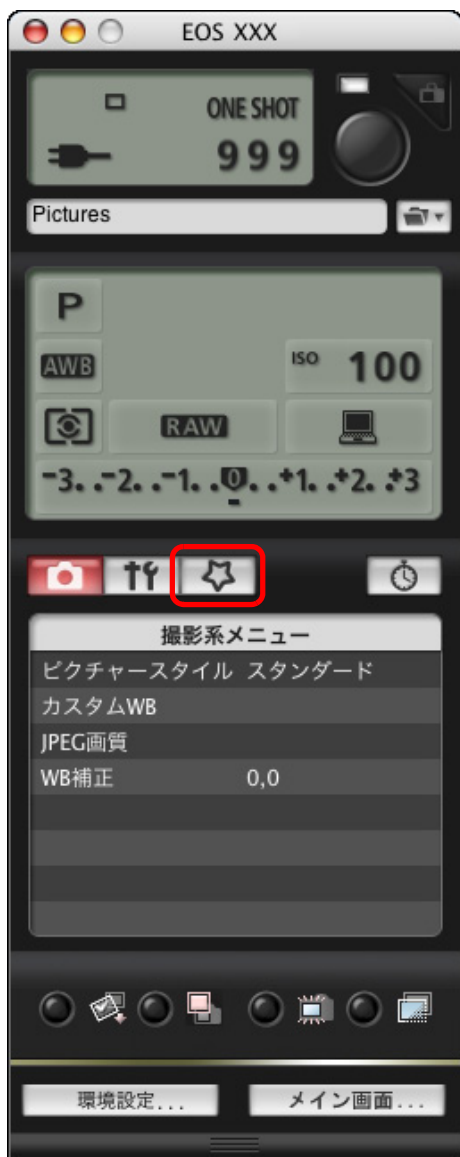 EOS XXX
ONE SHOT
999
Pictures
P
AWB
ISO 100
RAW
-3. .-2. .-1. .0. .+1. .+2. .+3
撮影系メニュー
ピクチャースタイル スタンダード
カスタムWB
JPEG画質
WB補正 0,0
環境設定... メイン画面...